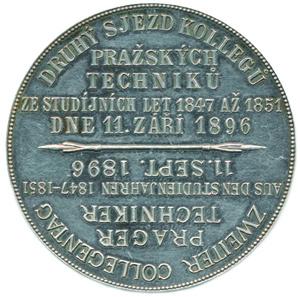 DRUHÝ SJEZD KOLLEGŮ
PRAŽSKÝCH
TECHNIKŮ
ZE STUDIJNÍCH LET 1847 AŽ 1851
DNE 11. ZÁŘÍ 1896
ZWEITER COLLEGENTAG
PRAGER
TECHNIKER
AUS DEN STUDIENJAHREN 1847-1851
11. SEPT. 1896